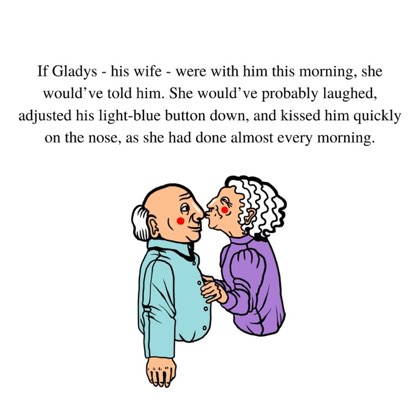 If Gladys - his wife - were with him this morning, she
would’ve told him. She would’ve probably laughed,
adjusted his light-blue button down, and kissed him quickly
on the nose, as she had done almost every morning.